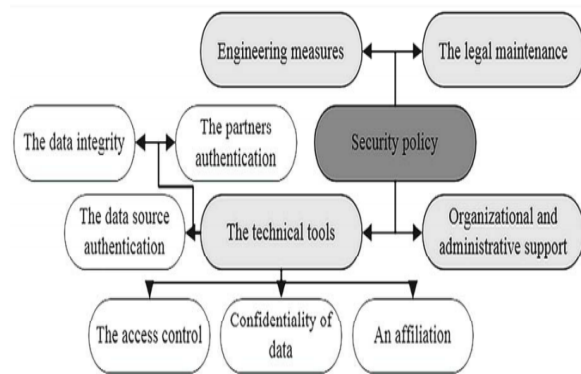 Engineering measures
The legal maintenance
The data integrity
The partners
authentication
Security policy
The data source
authentication
The technical tools
Organizational and
administrative support
The access control
Confidentiality of
data
An affiliation